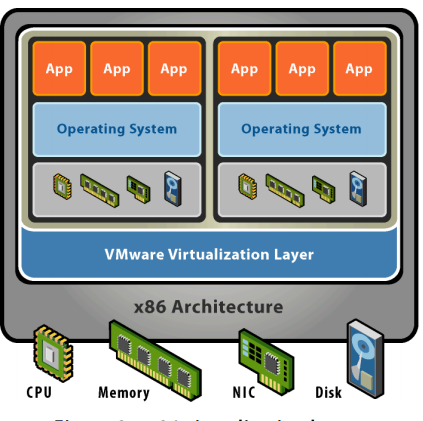 App App App App App App
Operating System Operating System
VMware Virtualization Layer
x86 Architecture
CPU Memory NIC Disk